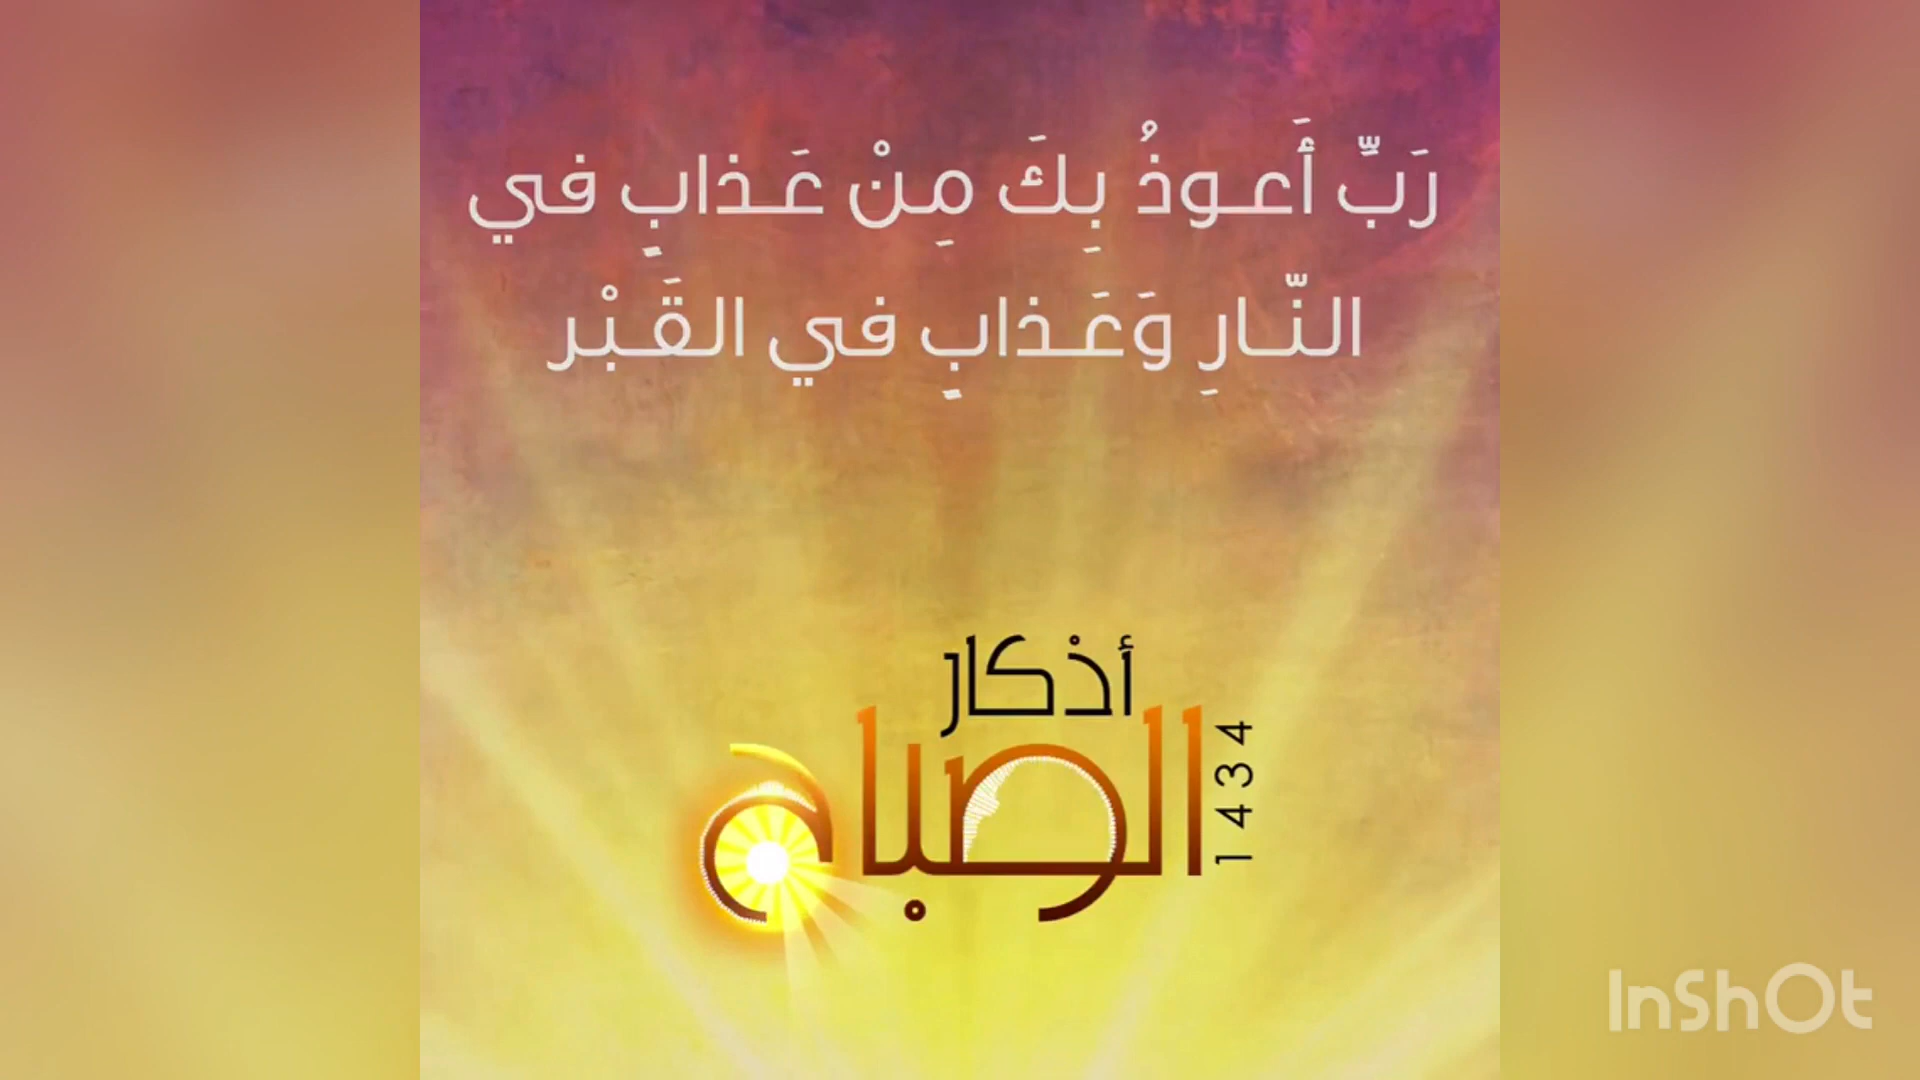 رَبِّ أَعـوذُ بِكَ مِنْ عَـذابٍ في
النّـارِ وَعَـذابٍ في القَـبْر
أذكار
الصباح
1434
InShOt